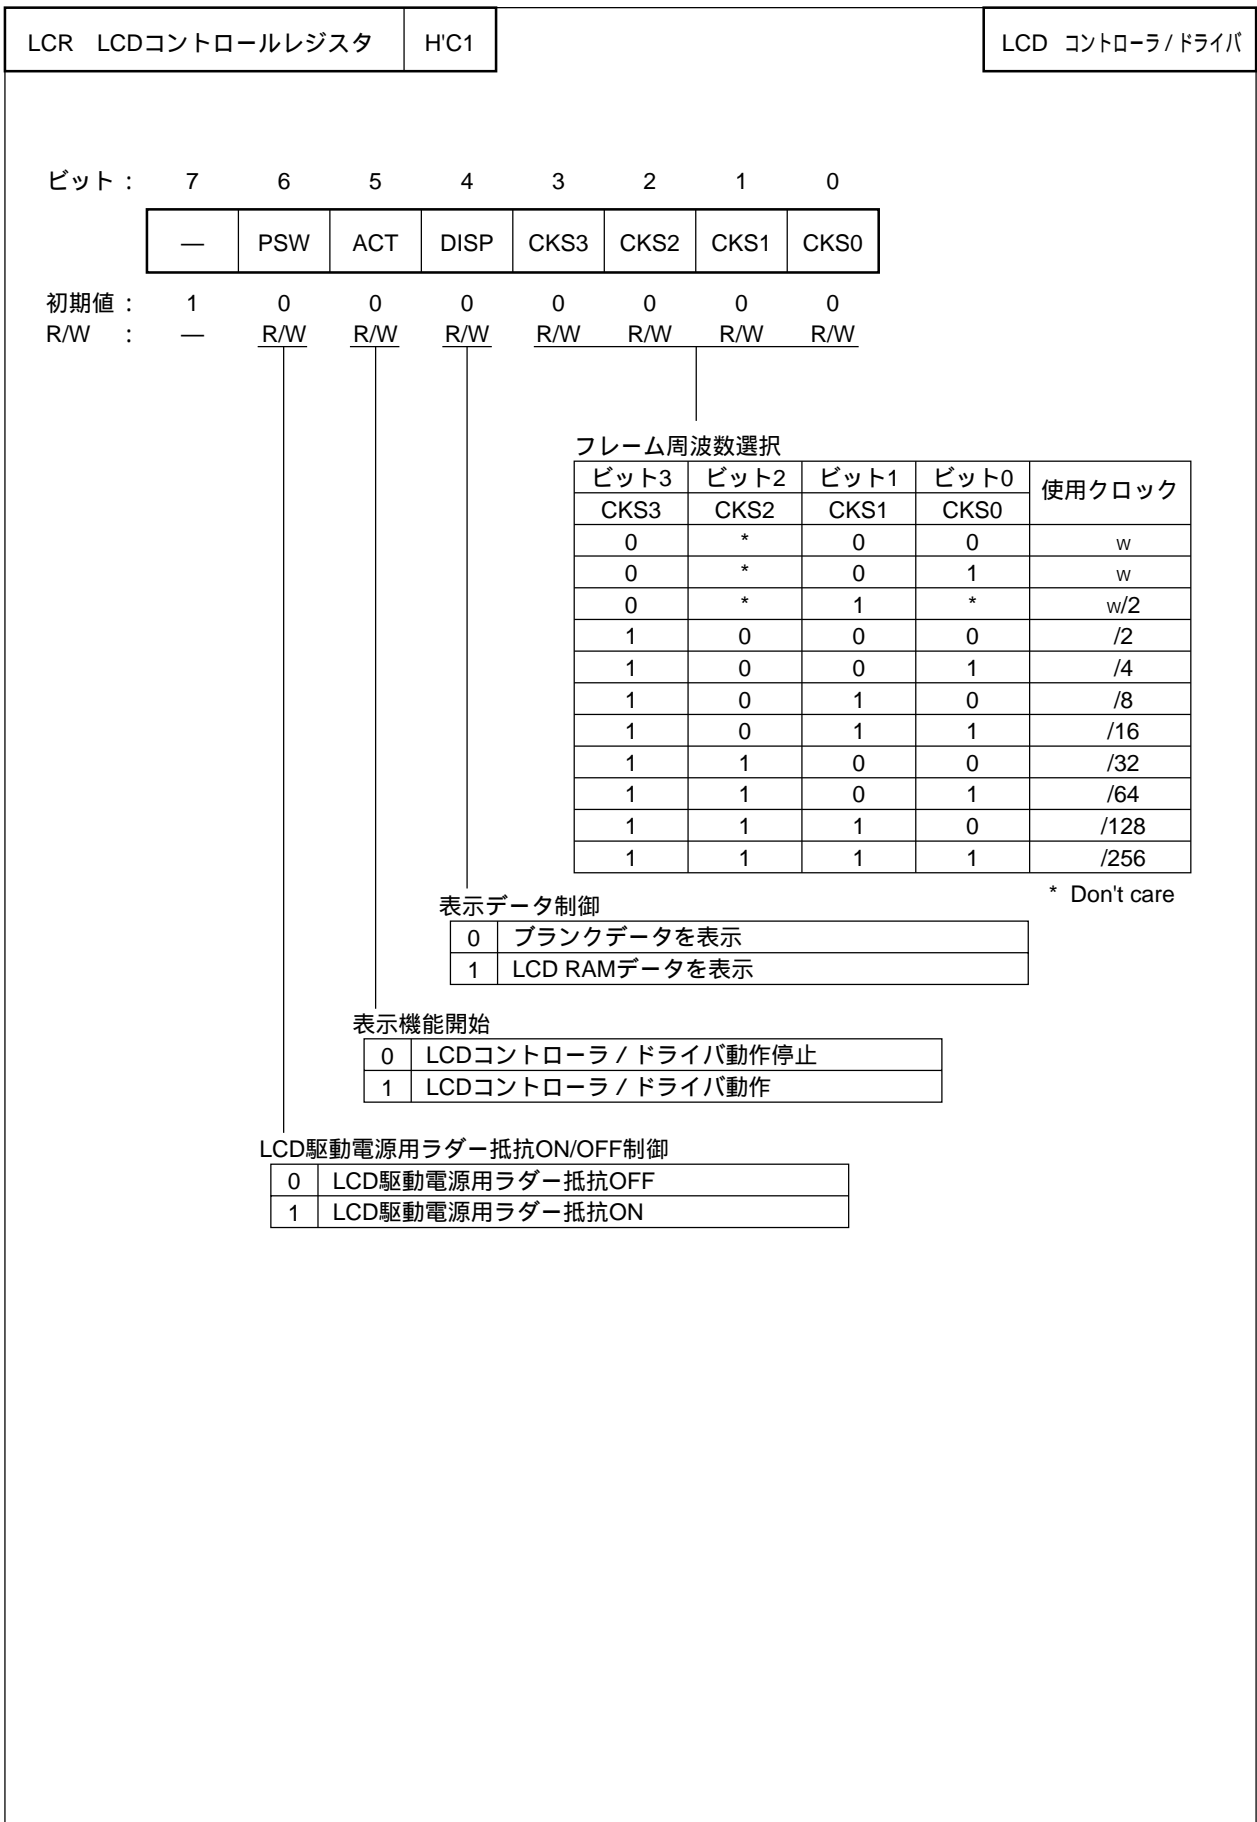 LCR LCDコントロールレジスタ H'C1 LCD コントローラ/ドライバ
ビット: 7 6 5 4 3 2 1 0
— PSW ACT DISP CKS3 CKS2 CKS1 CKS0
初期値: 1 0 0 0 0 0 0 0
R/W : — R/W R/W R/W R/W R/W R/W R/W
フレーム周波数選択
ビット3 ビット2 ビット1 ビット0 使用クロック
CKS3 CKS2 CKS1 CKS0
0 * 0 0 w
0 * 0 1 w
0 * 1 * w/2
1 0 0 0 /2
1 0 0 1 /4
1 0 1 0 /8
1 0 1 1 /16
1 1 0 0 /32
1 1 0 1 /64
1 1 1 0 /128
1 1 1 1 /256
* Don't care
表示データ制御
0 ブランクデータを表示
1 LCD RAMデータを表示
表示機能開始
0 LCDコントローラ/ドライバ動作停止
1 LCDコントローラ/ドライバ動作
LCD駆動電源用ラダー抵抗ON/OFF制御
0 LCD駆動電源用ラダー抵抗OFF
1 LCD駆動電源用ラダー抵抗ON